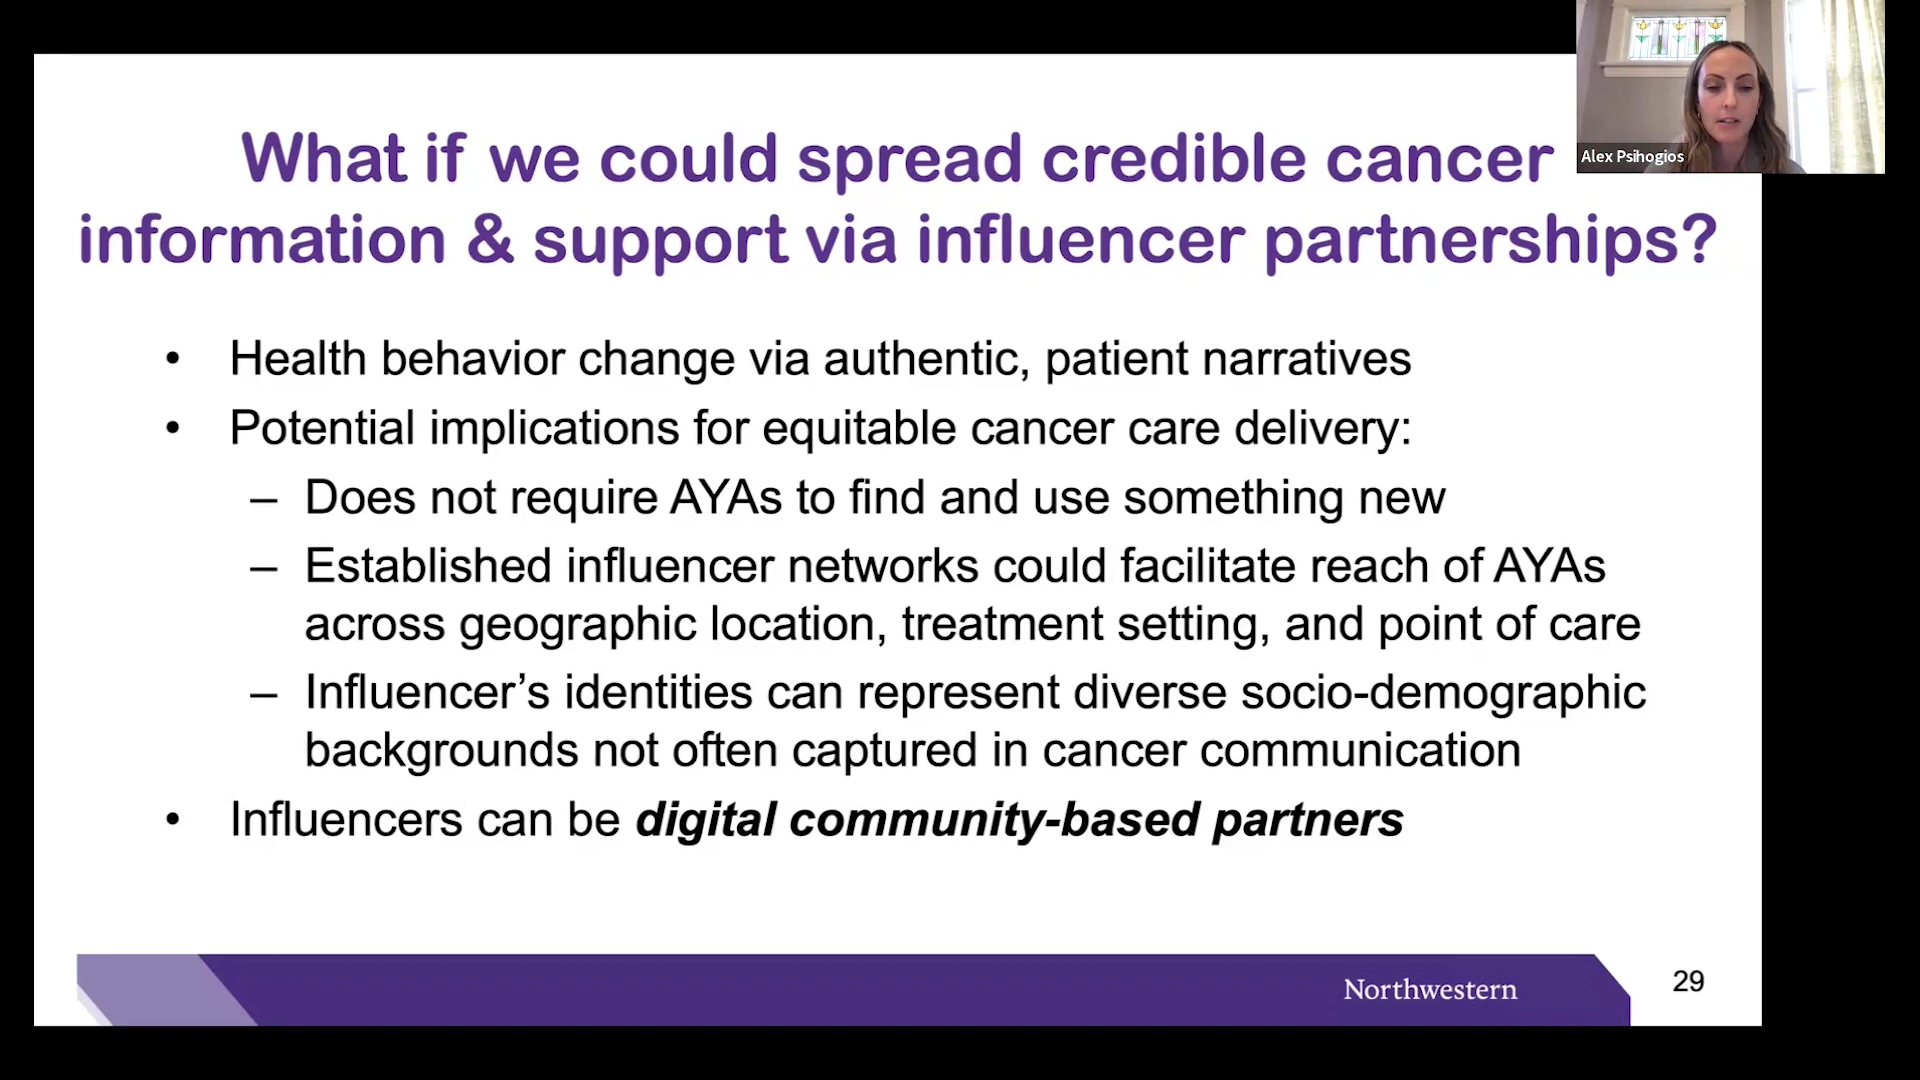 What if we could spread credible cancer
information & support via influencer partnerships?
Alex Psihogios
• Health behavior change via authentic, patient narratives
• Potential implications for equitable cancer care delivery:
– Does not require AYAs to find and use something new
– Established influencer networks could facilitate reach of AYAs
across geographic location, treatment setting, and point of care
– Influencer’s identities can represent diverse socio-demographic
backgrounds not often captured in cancer communication
• Influencers can be digital community-based partners
Northwestern
29